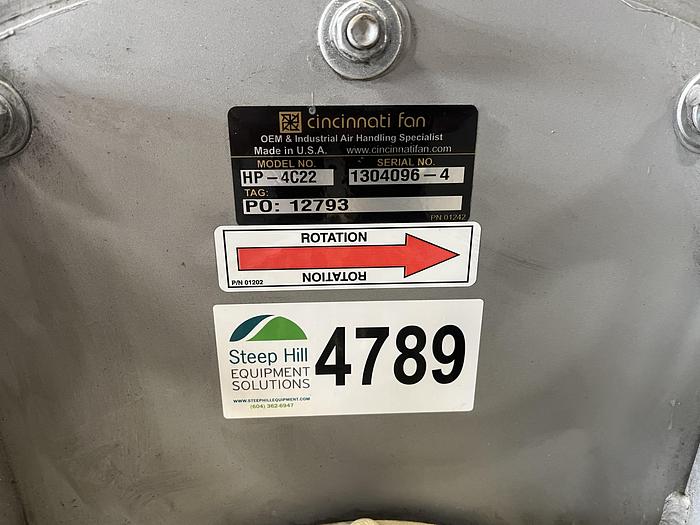 cincinnati fan
OEM & Industrial Air Handling Specialist
Made in U.S.A. www.cincinnatifan.com
MODEL NO. SERIAL NO.
HP-4C22 1304096-4
TAG:
PO: 12793
PN 01242
ROTATION
ROTATION
P/N 01202
Steep Hill
EQUIPMENT
SOLUTIONS
WWW.STEEPHILLEQUIPMENT.COM
(604) 362-6947
4789